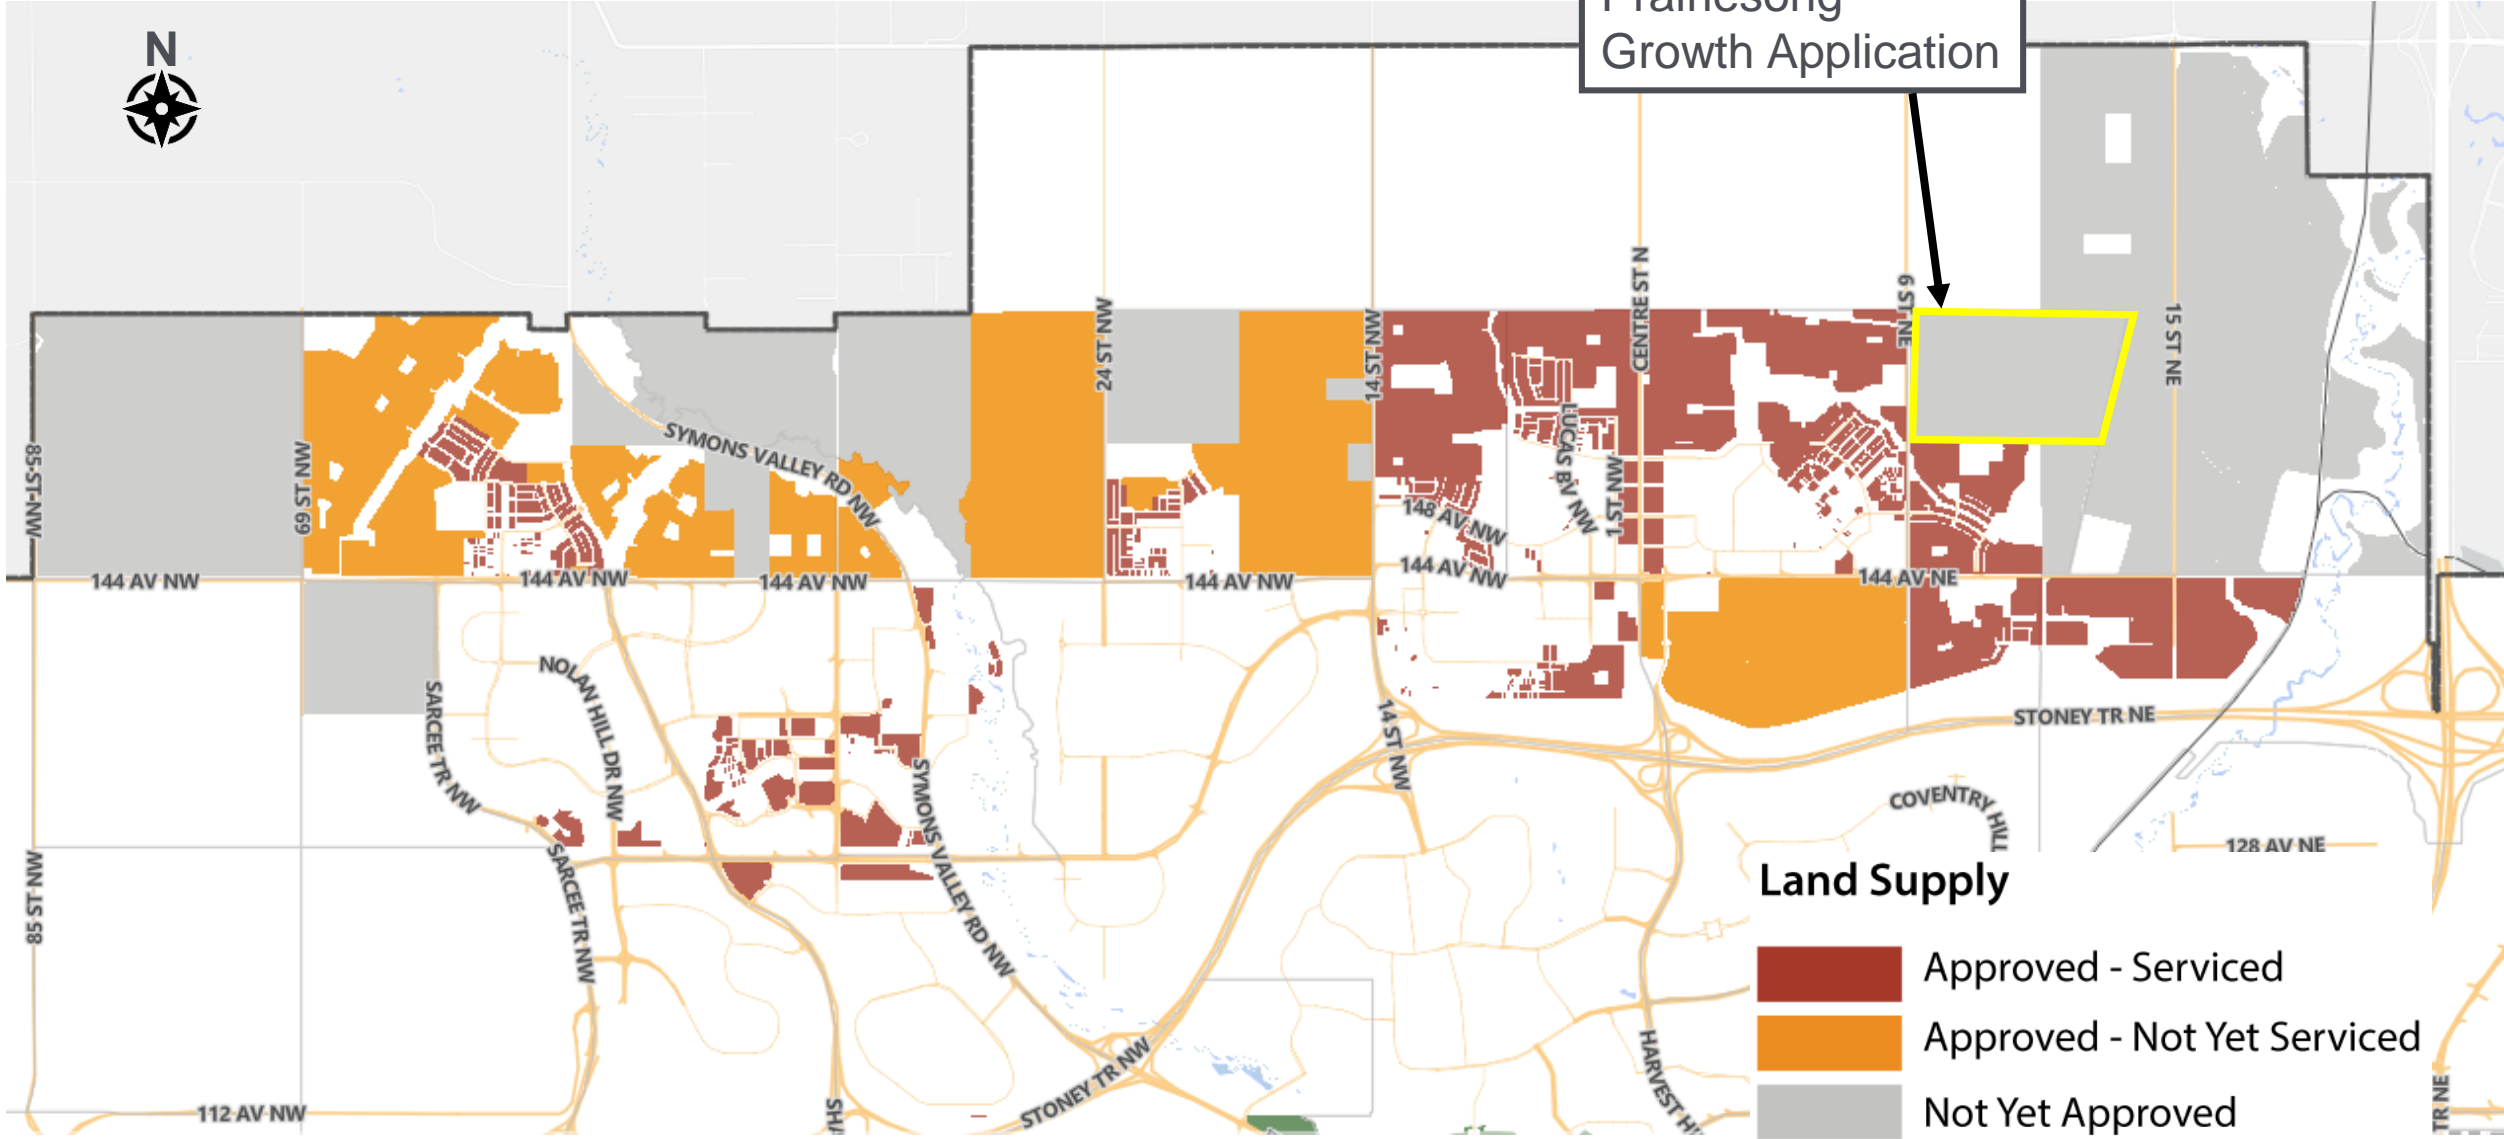 Prairiesong
Growth Application
N
CENTRE ST N
6 ST NE
24 ST NW
14 ST NW
15 ST NE
SYMONS VALLEY RD NW
LUCAS BV NW
85 ST NW
69 ST NW
1 ST NW
148 AV NW
144 AV NW
144 AV NW
144 AV NW
144 AV NW
144 AV NW
144 AV NE
NOLAN HILL DR NW
SARCEE TR NW
14 ST NW
STONEY TR NE
SYMONS VALLEY RD NW
COVENTRY HILL
128 AV NE
85 ST NW
SARCEE TR NW
Land Supply
Approved - Serviced
Approved - Not Yet Serviced
Not Yet Approved
HARVEST H
STONEY TR NW
112 AV NW
SHA
TR NE